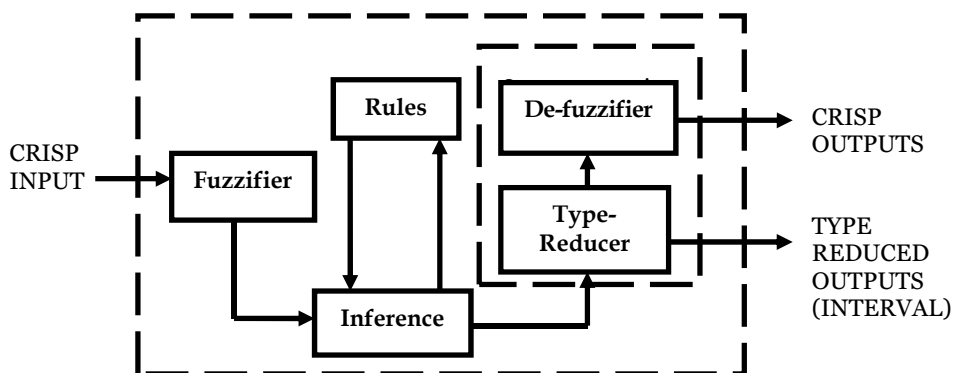 CRISP
INPUT
Fuzzifier
Rules
Inference
De-fuzzifier
Type-
Reducer
CRISP
OUTPUTS
TYPE
REDUCED
OUTPUTS
(INTERVAL)